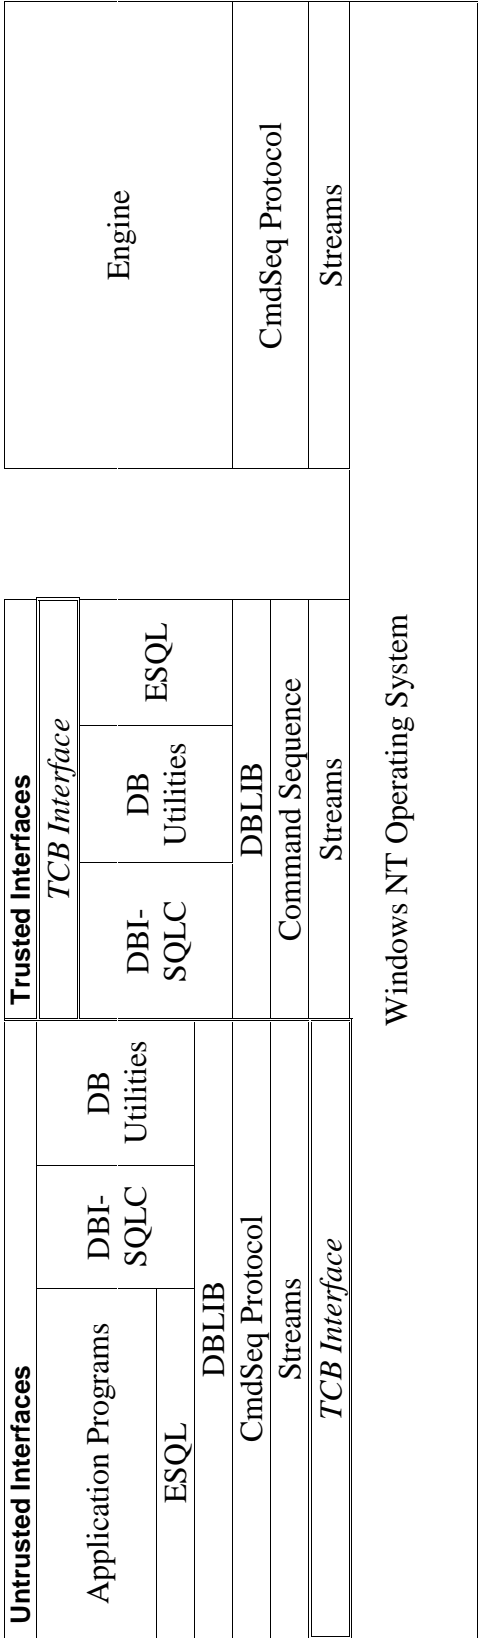 Untrusted Interfaces
Application Programs
ESQL
DBI-
SQLC
DB
Utilities
DBLIB
CmdSeq Protocol
Streams
TCB Interface
Trusted Interfaces
TCB Interface
DBI-
SQLC
DB
Utilities
ESQL
DBLIB
Command Sequence
Streams
Engine
CmdSeq Protocol
Streams
Windows NT Operating System